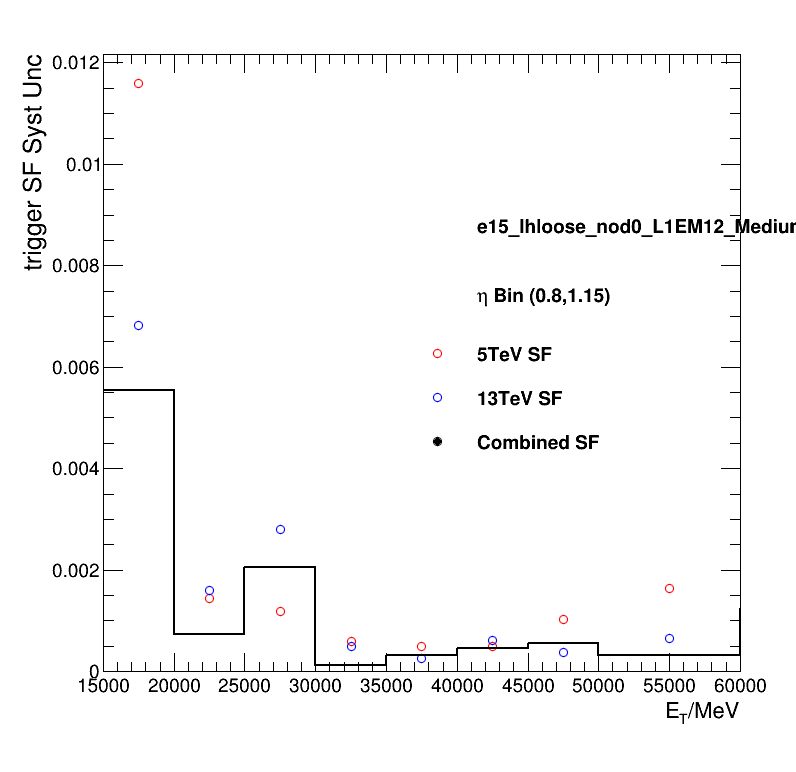 trigger SF Syst Unc
0.012
0.01
0.008
0.006
0.004
0.002
0
15000 20000 25000 30000 35000 40000 45000 50000 55000 60000
E_T/MeV
e15_lhloose_nod0_L1EM12_Medium
η Bin (0.8,1.15)
5TeV SF
13TeV SF
Combined SF